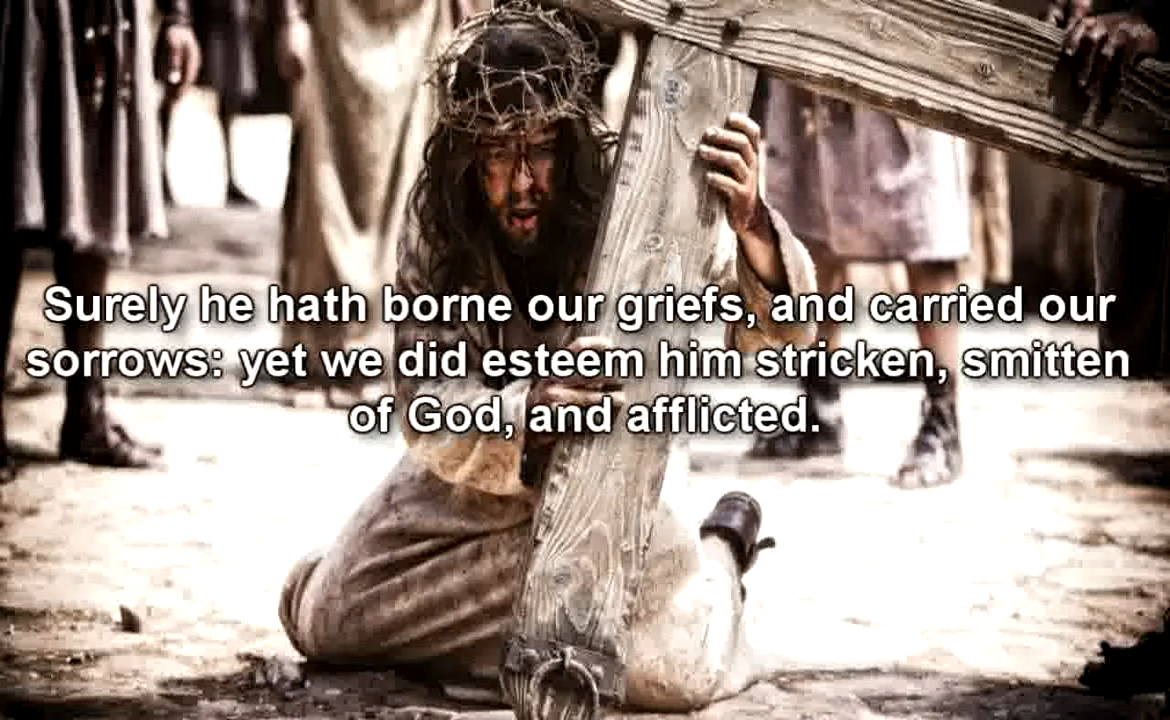 Surely he hath borne our griefs, and carried our
sorrows: yet we did esteem him stricken, smitten
of God, and afflicted.